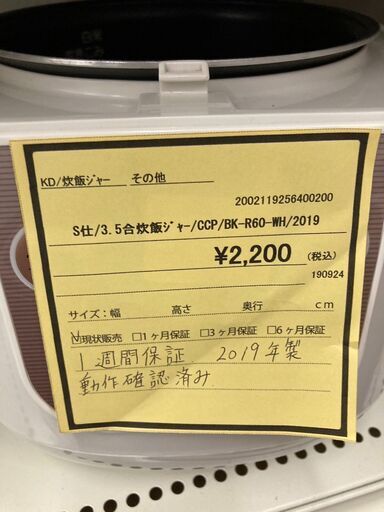 KD/炊飯ジャー その他
2002119256400200
S仕/3.5合炊飯ｼﾞｬｰ/CCP/BK-R60-WH/2019
¥2,200 (税込)
190924
サイズ:幅 高さ 奥行 cm
☑現状販売 □1ヶ月保証 □3ヶ月保証 □6ヶ月保証
1週間保証 2019年製
動作確認済み